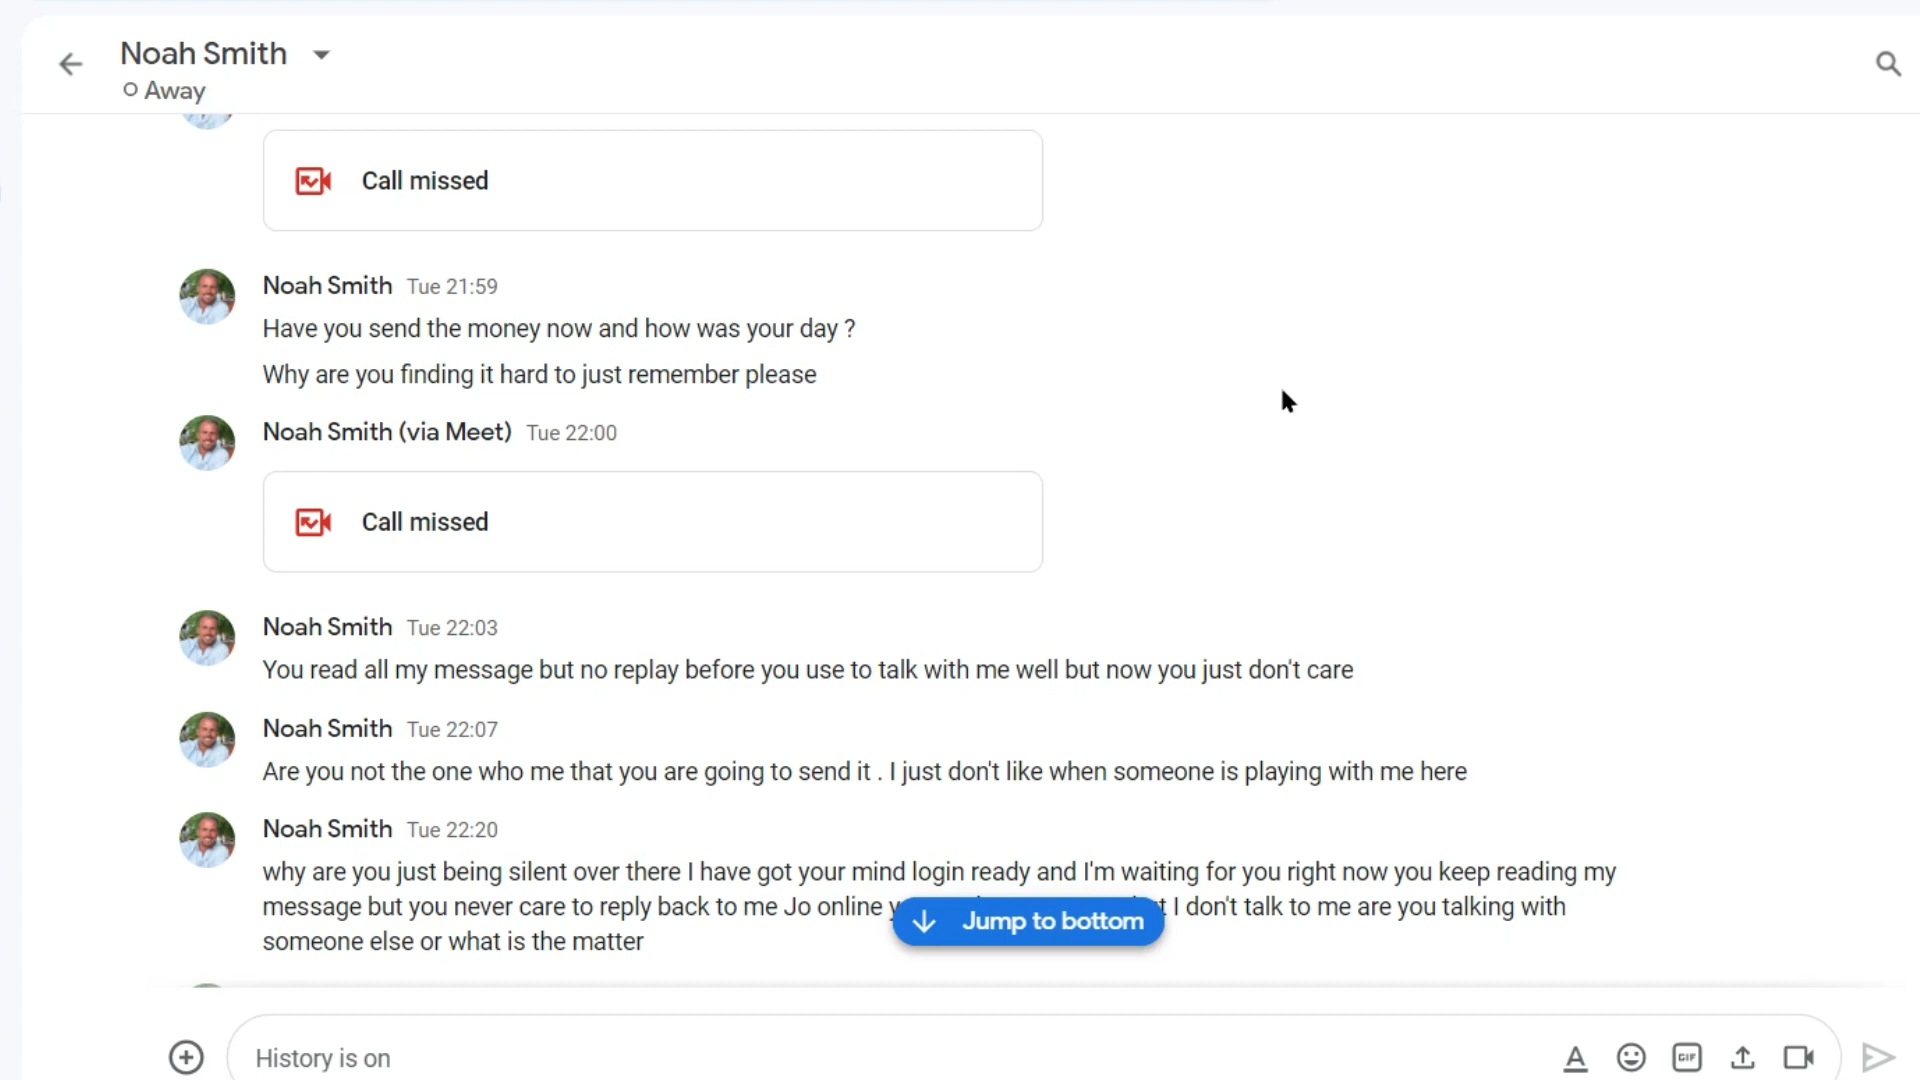 Noah Smith
Away
Call missed
Noah Smith Tue 21:59
Have you send the money now and how was your day ?
Why are you finding it hard to just remember please
Noah Smith (via Meet) Tue 22:00
Call missed
Noah Smith Tue 22:03
You read all my message but no replay before you use to talk with me well but now you just don't care
Noah Smith Tue 22:07
Are you not the one who me that you are going to send it . I just don't like when someone is playing with me here
Noah Smith Tue 22:20
why are you just being silent over there I have got your mind login ready and I'm waiting for you right now you keep reading my
message but you never care to reply back to me Jo online I don't talk to me are you talking with
Jump to bottom
someone else or what is the matter
History is on
GIF